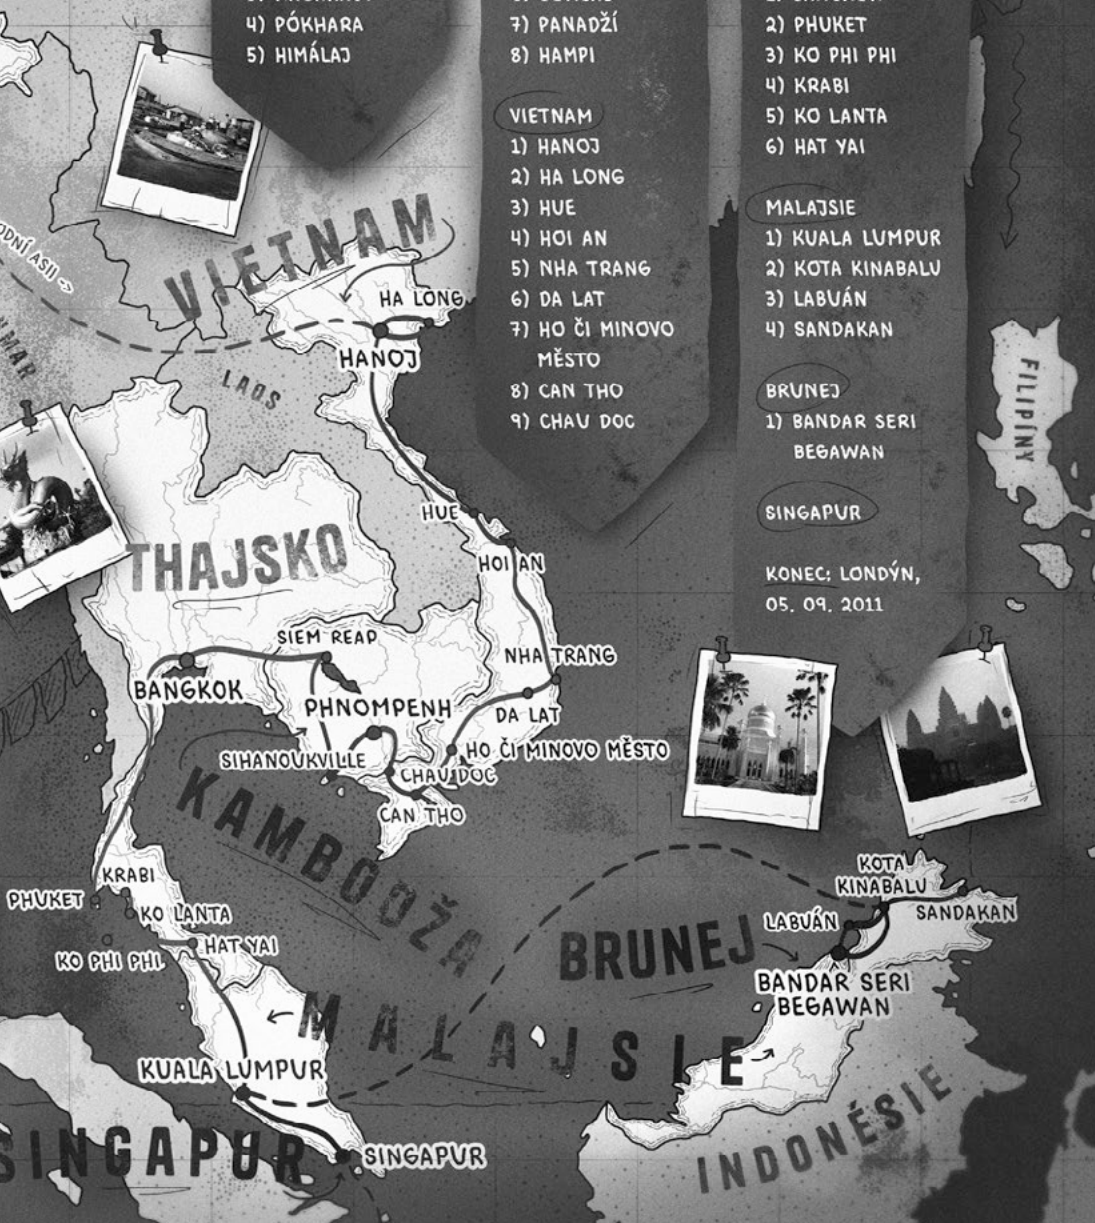 4) PÓKHARA
5) HIMÁLAJ
7) PANADŽÍ
8) HAMPI
VIETNAM
1) HANOJ
2) HA LONG
3) HUE
4) HOI AN
5) NHA TRANG
6) DA LAT
7) HO ČI MINOVO
MĚSTO
8) CAN THO
9) CHAU DOC
2) PHUKET
3) KO PHI PHI
4) KRABI
5) KO LANTA
6) HAT YAI
MALAJSIE
1) KUALA LUMPUR
2) KOTA KINABALU
3) LABUÁN
4) SANDAKAN
BRUNEJ
1) BANDAR SERI
BEGAWAN
SINGAPUR
KONEC: LONDÝN,
05. 09. 2011
ASII
VIETNAM
HA LONG
HANOJ
LAOS
FILIPÍNY
HUE
THAJSKO
HOI AN
SIEM REAP
NHA TRANG
BANGKOK
PHNOMPENH
DA LAT
SIHANOUKVILLE
HO ČI MINOVO MĚSTO
CHAU DOC
CAN THO
KAMBODŽA
KRABI
PHUKET
KO LANTA
HAT YAI
KO PHI PHI
KOTA
KINABALU
LABUÁN
SANDAKAN
BRUNEJ
BANDAR SERI
BEGAWAN
MALAJSIE
KUALA LUMPUR
INDONÉSIE
SINGAPUR
SINGAPUR